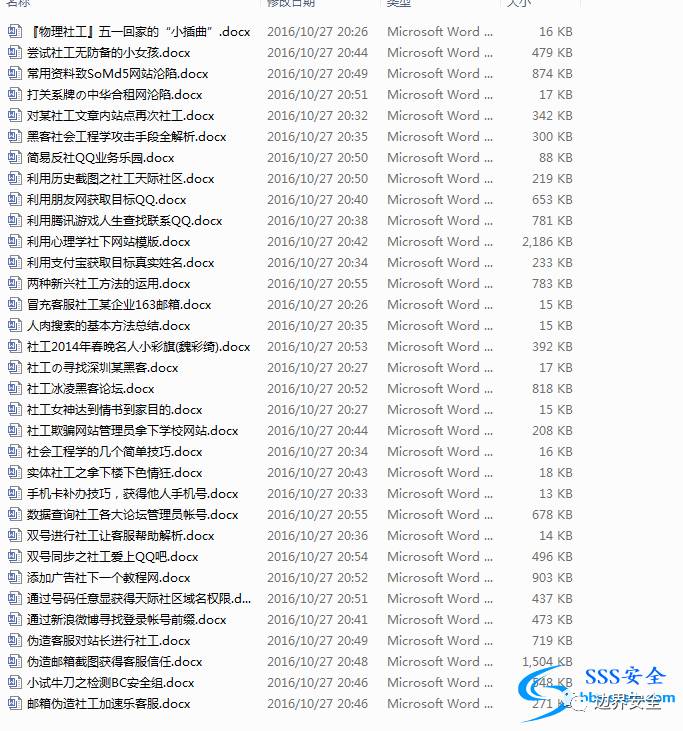 名称 修改日期 类型 大小
『物理社工』五一回家的“小插曲”.docx 2016/10/27 20:26 Microsoft Word ... 16 KB
尝试社工无防备的小女孩.docx 2016/10/27 20:44 Microsoft Word ... 479 KB
常用资料致SoMd5网站沦陷.docx 2016/10/27 20:49 Microsoft Word ... 874 KB
打关系牌の中华合租网沦陷.docx 2016/10/27 20:51 Microsoft Word ... 17 KB
对某社工文章内站点再次社工.docx 2016/10/27 20:32 Microsoft Word ... 342 KB
黑客社会工程学攻击手段全解析.docx 2016/10/27 20:35 Microsoft Word ... 300 KB
简易反社QQ业务乐园.docx 2016/10/27 20:50 Microsoft Word ... 88 KB
利用历史截图之社工天际社区.docx 2016/10/27 20:50 Microsoft Word ... 219 KB
利用朋友网获取目标QQ.docx 2016/10/27 20:40 Microsoft Word ... 653 KB
利用腾讯游戏人生查找联系QQ.docx 2016/10/27 20:38 Microsoft Word ... 781 KB
利用心理学社下网站模版.docx 2016/10/27 20:42 Microsoft Word ... 2,186 KB
利用支付宝获取目标真实姓名.docx 2016/10/27 20:34 Microsoft Word ... 233 KB
两种新兴社工方法的运用.docx 2016/10/27 20:55 Microsoft Word ... 783 KB
冒充客服社工某企业163邮箱.docx 2016/10/27 20:26 Microsoft Word ... 15 KB
人肉搜索的基本方法总结.docx 2016/10/27 20:35 Microsoft Word ... 15 KB
社工2014年春晚名人小彩旗(魏彩绮).docx 2016/10/27 20:53 Microsoft Word ... 392 KB
社工の寻找深圳某黑客.docx 2016/10/27 20:27 Microsoft Word ... 17 KB
社工冰凌黑客论坛.docx 2016/10/27 20:52 Microsoft Word ... 818 KB
社工女神达到情书到家目的.docx 2016/10/27 20:27 Microsoft Word ... 15 KB
社工欺骗网站管理员拿下学校网站.docx 2016/10/27 20:44 Microsoft Word ... 208 KB
社会工程学的几个简单技巧.docx 2016/10/27 20:34 Microsoft Word ... 16 KB
实体社工之拿下楼下色情狂.docx 2016/10/27 20:43 Microsoft Word ... 18 KB
手机卡补办技巧，获得他人手机号.docx 2016/10/27 20:33 Microsoft Word ... 13 KB
数据查询社工各大论坛管理员帐号.docx 2016/10/27 20:55 Microsoft Word ... 678 KB
双号进行社工让客服帮助解析.docx 2016/10/27 20:36 Microsoft Word ... 14 KB
双号同步之社工爱上QQ吧.docx 2016/10/27 20:54 Microsoft Word ... 496 KB
添加广告社下一个教程网.docx 2016/10/27 20:52 Microsoft Word ... 903 KB
通过号码任意显获得天际社区域名权限.d... 2016/10/27 20:51 Microsoft Word ... 437 KB
通过新浪微博寻找登录帐号前缀.docx 2016/10/27 20:41 Microsoft Word ... 473 KB
伪造客服对站长进行社工.docx 2016/10/27 20:49 Microsoft Word ... 719 KB
伪造邮箱截图获得客服信任.docx 2016/10/27 20:48 Microsoft Word ... 1,504 KB
小试牛刀之检测BC安全组.docx 2016/10/27 20:46 Microsoft Word ... 548 KB
邮箱伪造社工加速乐客服.docx 2016/10/27 20:46 Microsoft Word ... 271 KB
SSS安全
边界安全